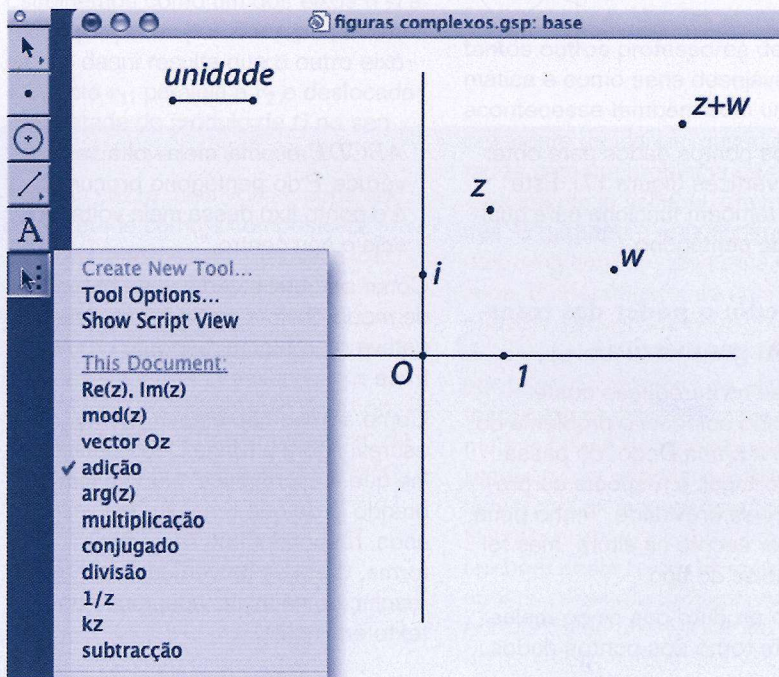 figuras complexos.gsp: base
unidade
z+w
z
w
i
O
1
A
Create New Tool...
Tool Options...
Show Script View
This Document:
Re(z), Im(z)
mod(z)
vector Oz
✓ adição
arg(z)
multiplicação
conjugado
divisão
1/z
kz
subtracção